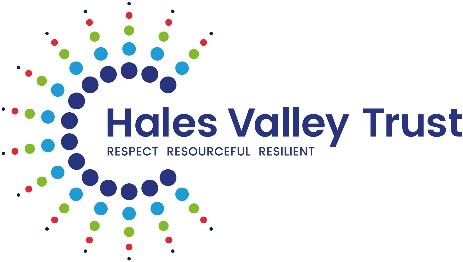 Hales Valley Trust
RESPECT RESOURCEFUL RESILIENT